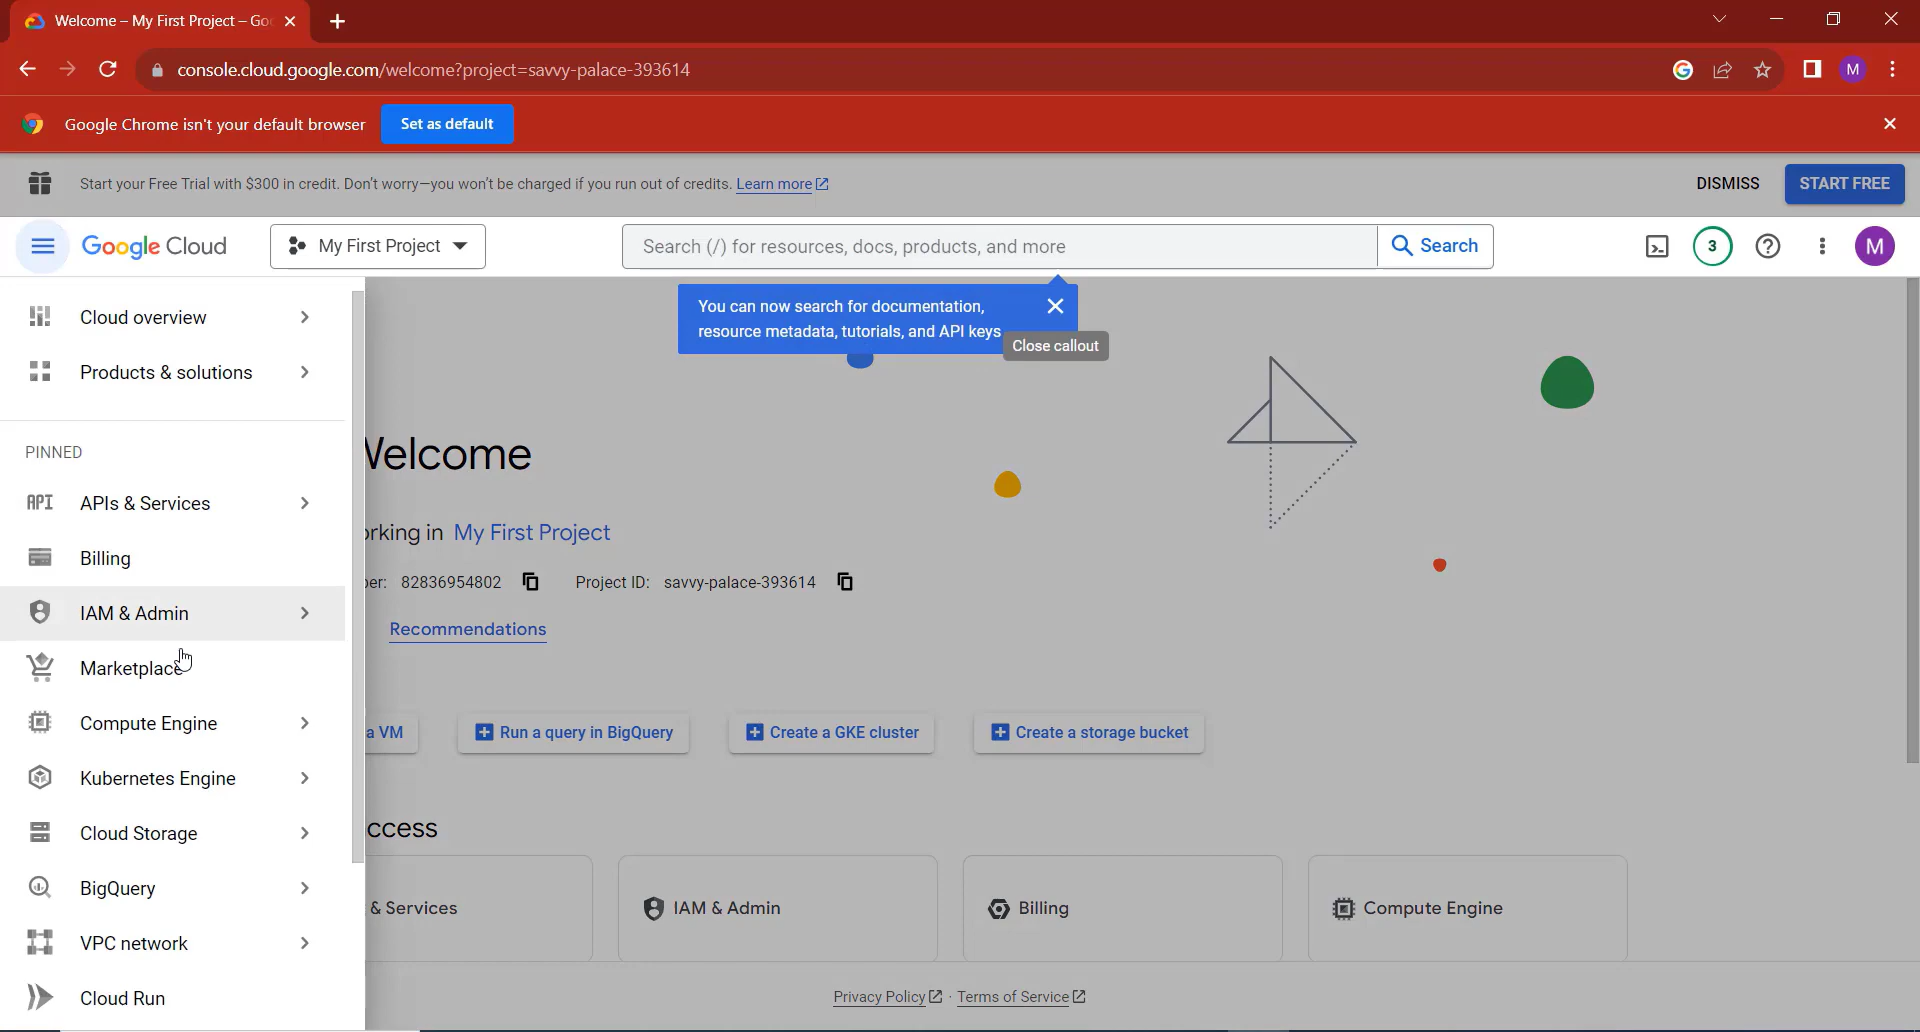 Welcome – My First Project – Goo
console.cloud.google.com/welcome?project=savvy-palace-393614
M
Google Chrome isn't your default browser
Set as default
Start your Free Trial with $300 in credit. Don't worry—you won't be charged if you run out of credits. Learn more
DISMISS
START FREE
Google Cloud
My First Project
Search (/) for resources, docs, products, and more
Search
3
M
You can now search for documentation,
resource metadata, tutorials, and API keys
Close callout
Cloud overview
Products & solutions
PINNED
API APIs & Services
Billing
IAM & Admin
Marketplace
Compute Engine
Kubernetes Engine
Cloud Storage
BigQuery
VPC network
Cloud Run
Welcome
orking in My First Project
ber: 82836954802
Project ID: savvy-palace-393614
Recommendations
a VM
Run a query in BigQuery
Create a GKE cluster
Create a storage bucket
ccess
& Services
IAM & Admin
Billing
Compute Engine
Privacy Policy · Terms of Service